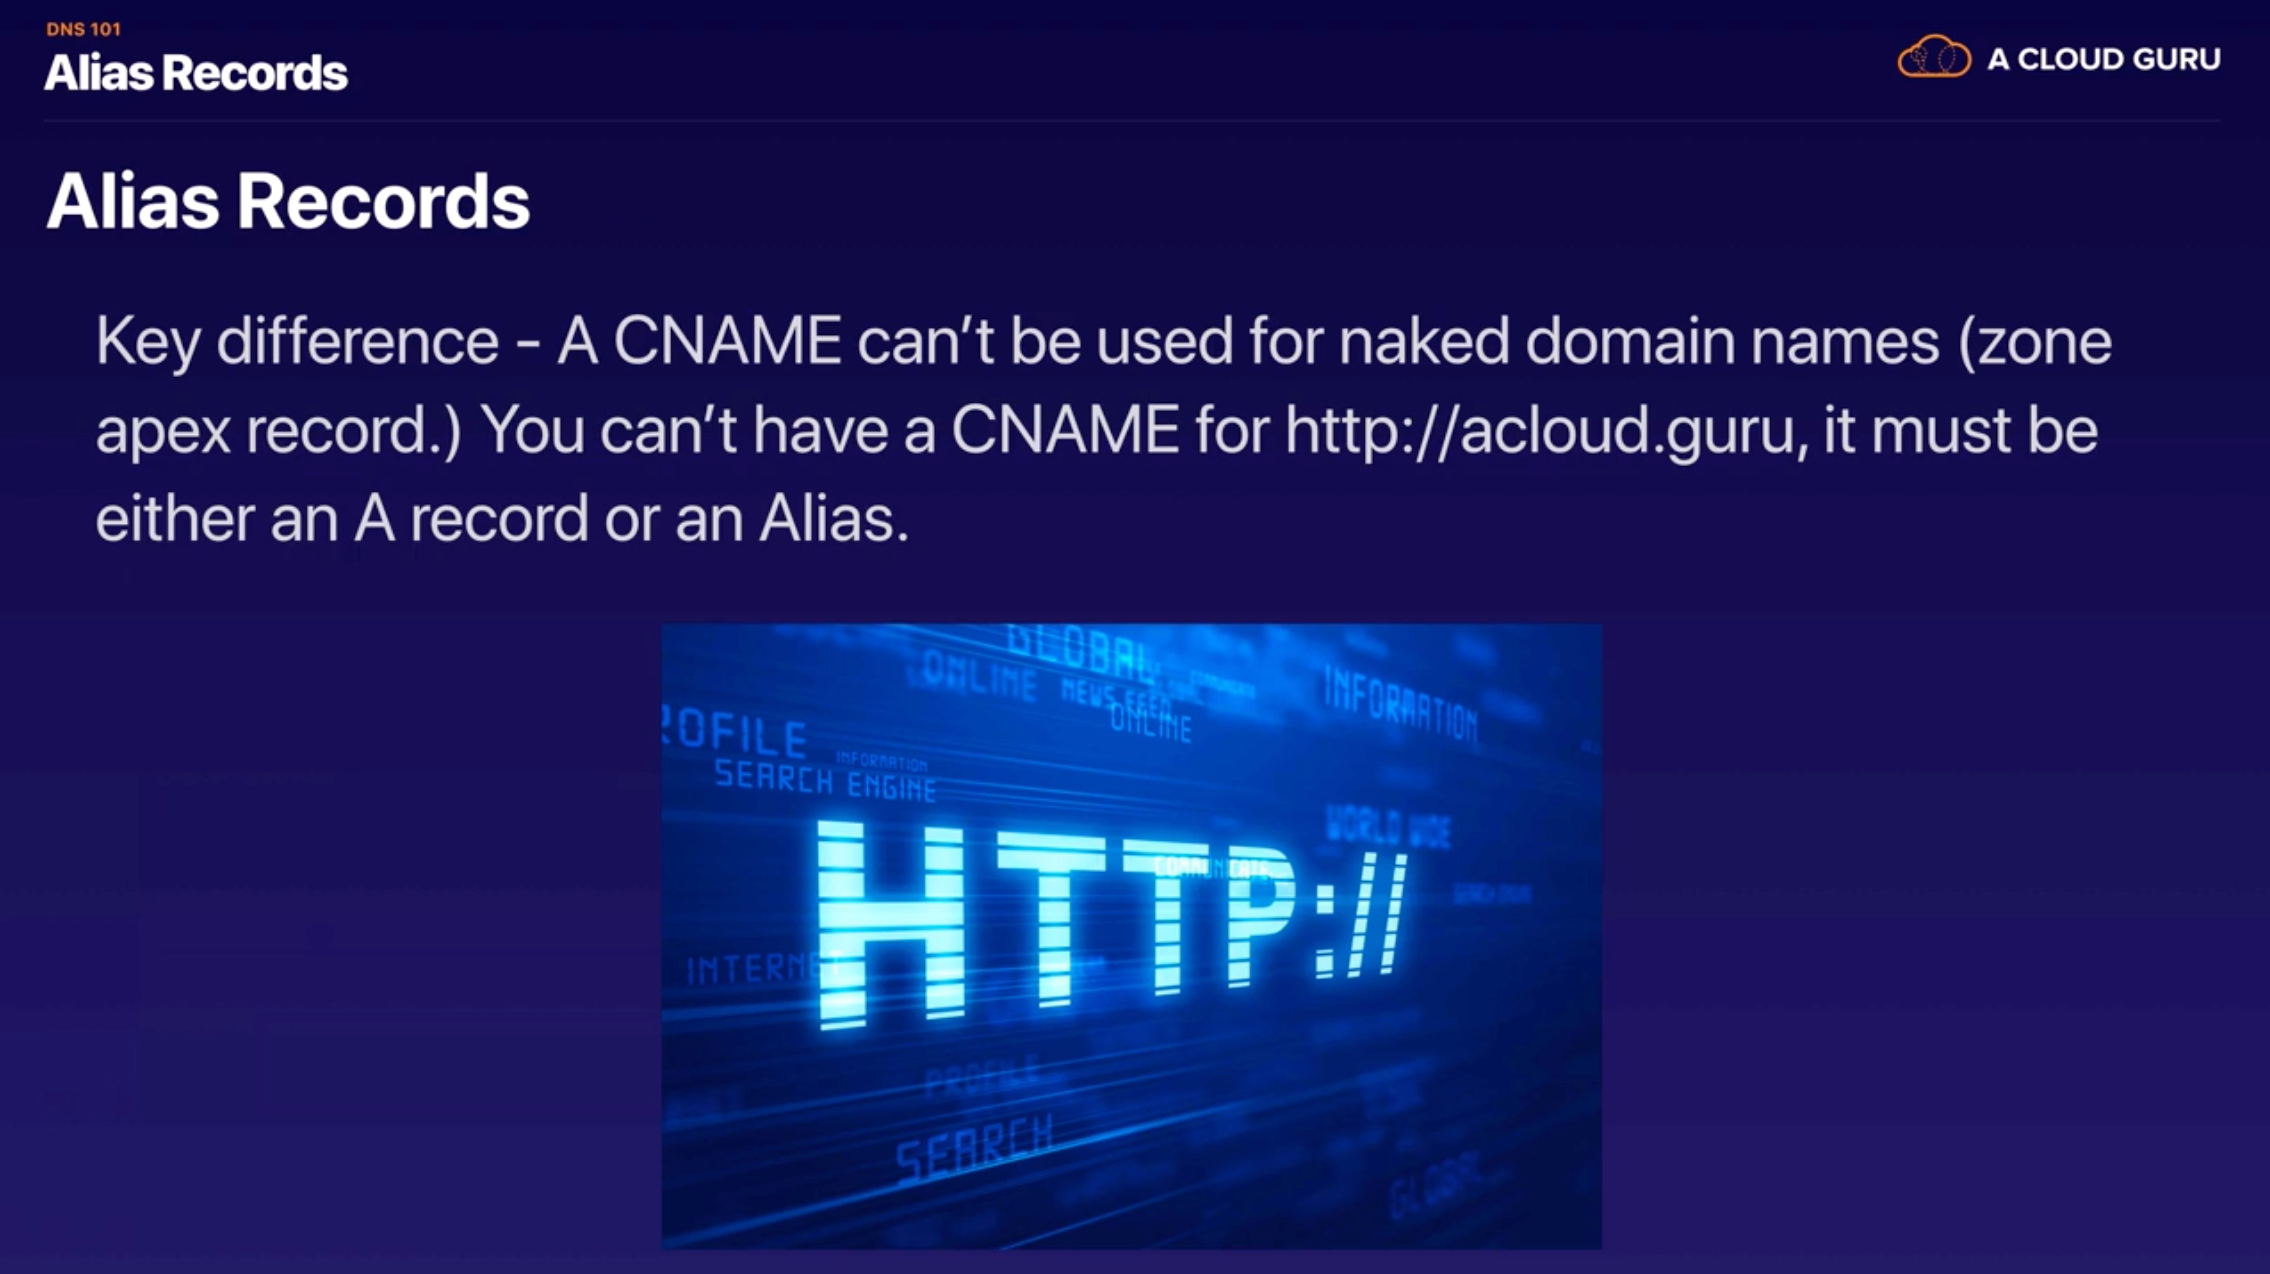 DNS 101
Alias Records
A CLOUD GURU
Alias Records
Key difference - A CNAME can't be used for naked domain names (zone
apex record.) You can't have a CNAME for http://acloud.guru, it must be
either an A record or an Alias.
GLOBAL
ONLINE
NEWS FEED
ONLINE
INFORMATION
ROFILE
INFORMATION
SEARCH ENGINE
WORLD WIDE
COMMUNICATE
HTTP://
SEARCH ENGINE
INTERNET
PROFILE
SEARCH
GLOBAL